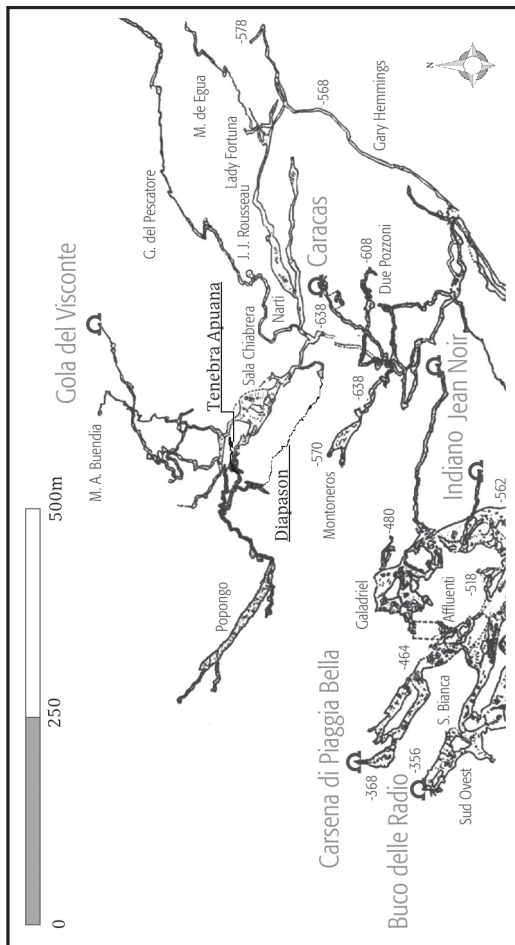 0
250
500m
N
Gola del Visconte
M. A. Buendia
G. del Pescatore
M. de Egua
-578
Lady Fortuna
J. J. Rousseau
-568
Gary Hemmings
Tenebra Apuana
Sala Chiabrera
Narti
Popongo
Diapason
-638
Caracas
-608
Due Pozzoni
-638
-570
Montoneros
Jean Noir
Indiano
-480
Galadriel
-562
-518
Affluenti
-464
S. Bianca
Carsena di Piaggia Bella
-368
Buco delle Radio
-356
Sud Ovest